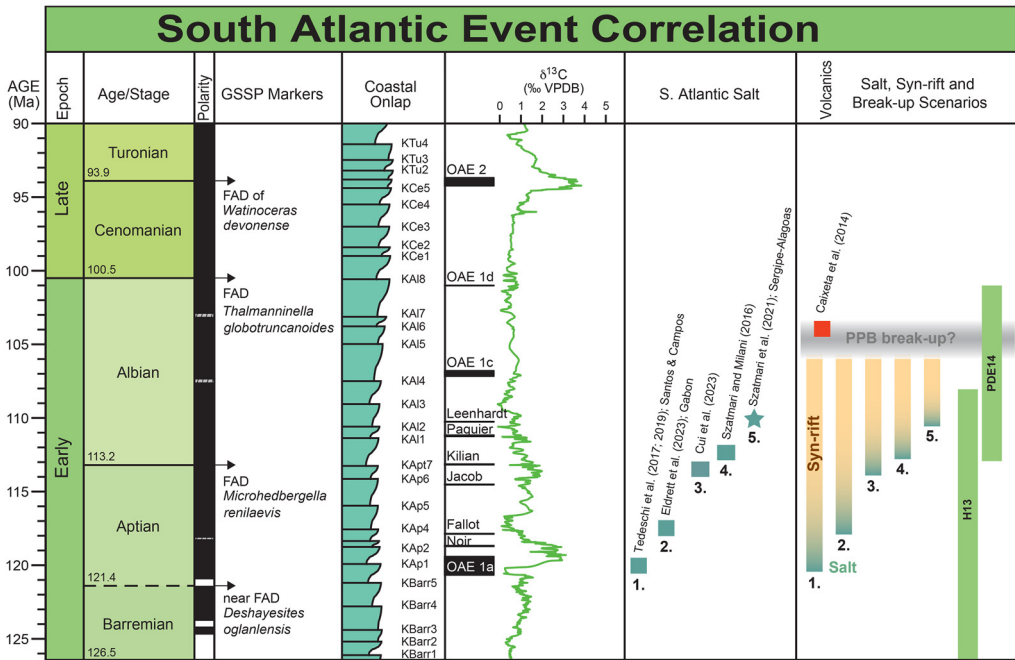 South Atlantic Event Correlation
AGE
(Ma)
Epoch
Age/Stage
Polarity
GSSP Markers
Coastal
Onlap
δ13C
(‰ VPDB)
0 1 2 3 4 5
S. Atlantic Salt
Volcanics
Salt, Syn-rift and
Break-up Scenarios
90
95
100
105
110
115
120
125
Late
Early
Turonian
93.9
Cenomanian
100.5
Albian
113.2
Aptian
121.4
Barremian
126.5
FAD of
Watinoceras
devonense
FAD
Thalmanninella
globotruncanoides
FAD
Microhedbergella
renilaevis
near FAD
Deshayesites
oglanlensis
KTu4
KTu3
KTu2
KCe5
KCe4
KCe3
KCe2
KCe1
KAl8
KAl7
KAl6
KAl5
KAl4
KAl3
KAl2
KAl1
KApt7
KAp6
KAp5
KAp4
KAp2
KAp1
KBarr5
KBarr4
KBarr3
KBarr2
KBarr1
OAE 2
OAE 1d
OAE 1c
Leenhardt
Paquier
Kilian
Jacob
Fallot
Noir
OAE 1a
Tedeschi et al. (2017; 2019); Santos & Campos
1.
Eldrett et al. (2023); Gabon
2.
Cui et al. (2023)
3.
Szatmari and Milani (2016)
4.
Szatmari et al. (2021); Sergipe-Alagoas
5.
Caixeta et al. (2014)
PPB break-up?
Syn-rift
Salt
1.
2.
3.
4.
5.
H13
PDE14